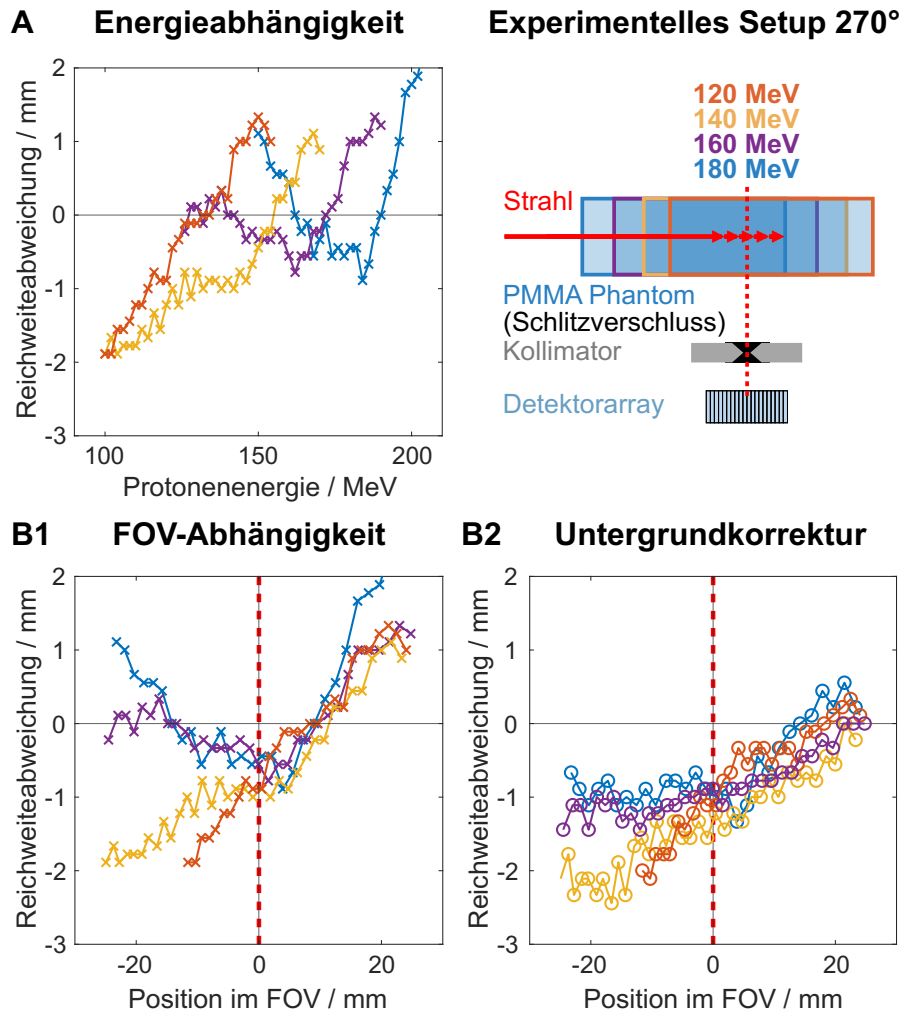 A Energieabhängigkeit
Reichweiteabweichung / mm
2
1
0
-1
-2
-3
100 150 200
Protonenenergie / MeV
Experimentelles Setup 270°
120 MeV
140 MeV
160 MeV
180 MeV
Strahl
PMMA Phantom
(Schlitzverschluss)
Kollimator
Detektorarray
B1 FOV-Abhängigkeit
Reichweiteabweichung / mm
2
1
0
-1
-2
-3
-20 0 20
Position im FOV / mm
B2 Untergrundkorrektur
Reichweiteabweichung / mm
2
1
0
-1
-2
-3
-20 0 20
Position im FOV / mm